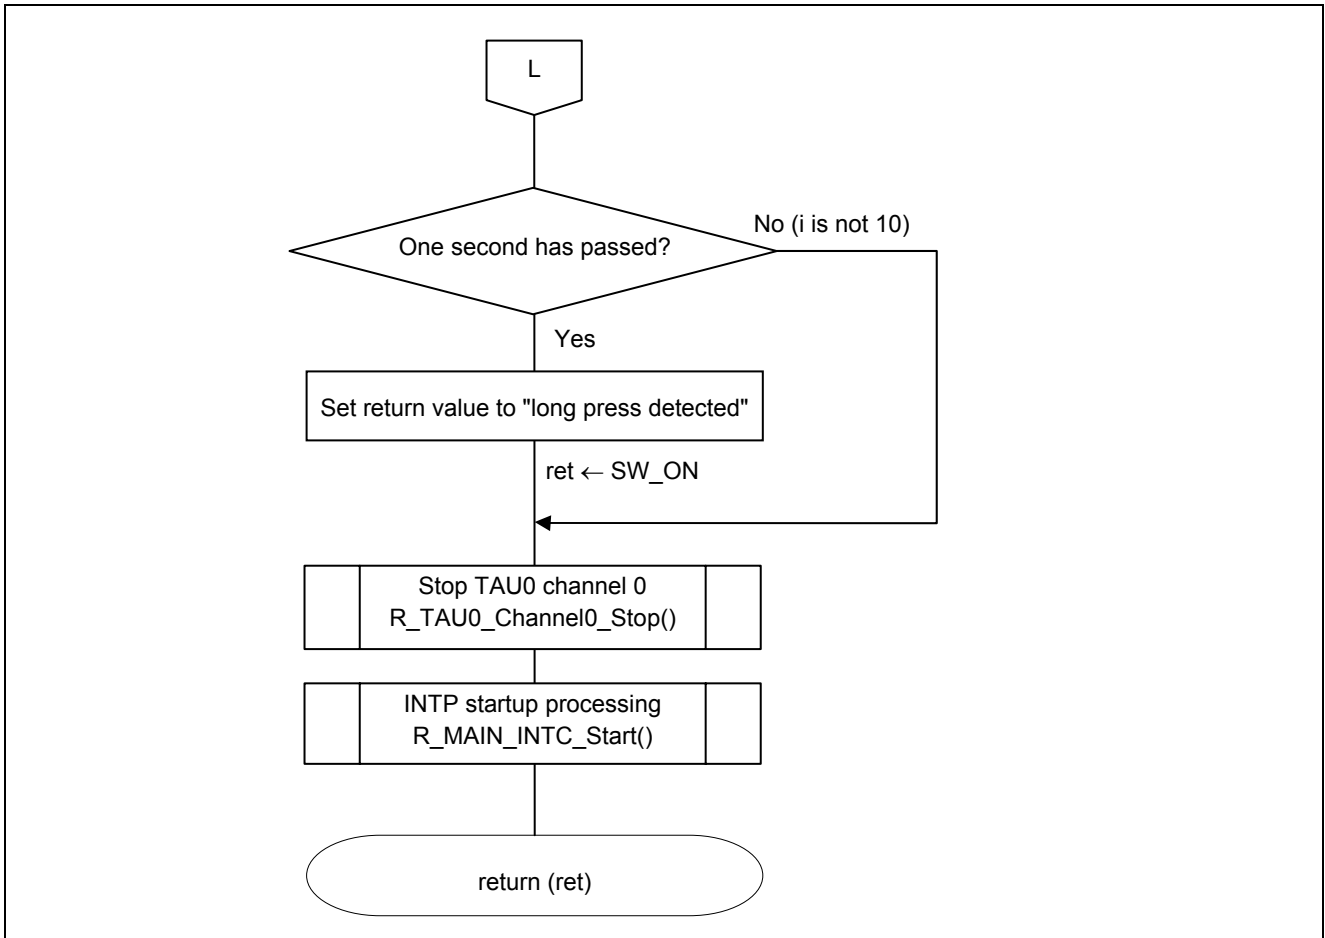 L
No (i is not 10)
One second has passed?
Yes
Set return value to "long press detected"
ret ← SW_ON
Stop TAU0 channel 0
R_TAU0_Channel0_Stop()
INTP startup processing
R_MAIN_INTC_Start()
return (ret)